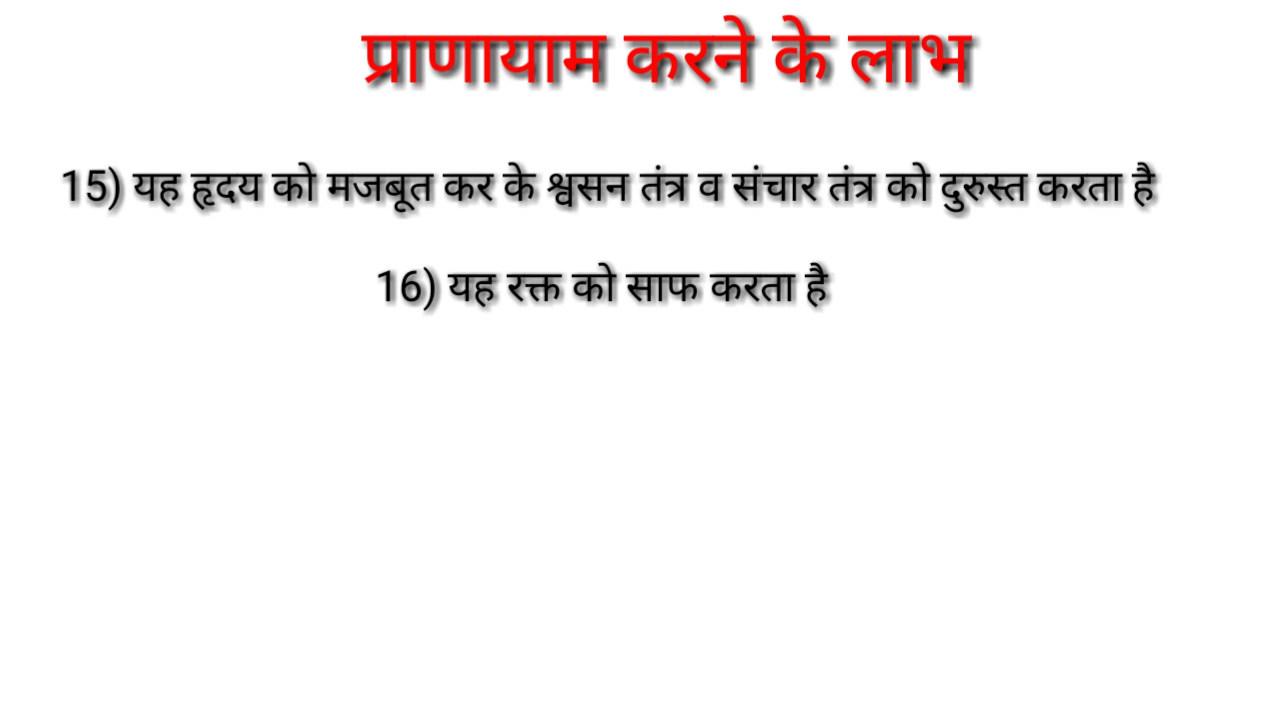 प्राणायाम करने के लाभ
15) यह हृदय को मजबूत कर के श्वसन तंत्र व संचार तंत्र को दुरुस्त करता है
16) यह रक्त को साफ करता है